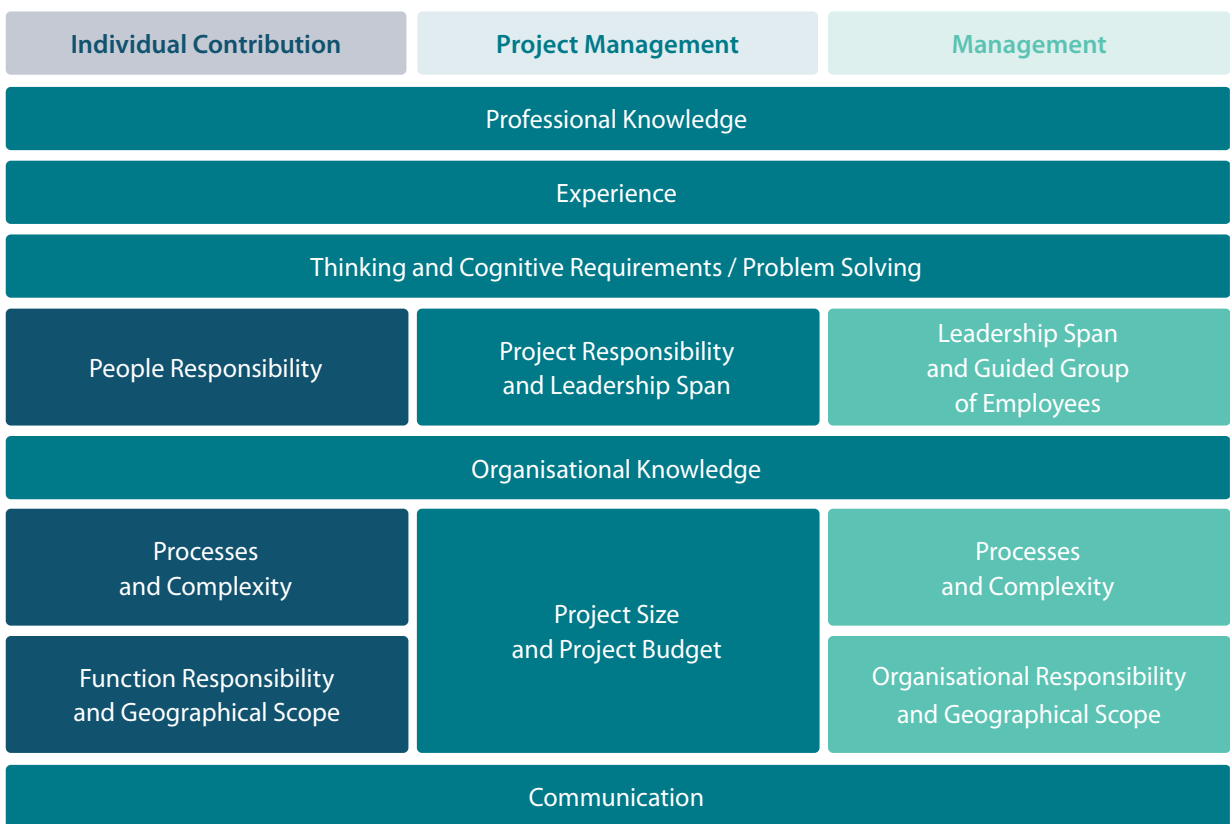 Individual Contribution
Project Management
Management
Professional Knowledge
Experience
Thinking and Cognitive Requirements / Problem Solving
People Responsibility
Project Responsibility
and Leadership Span
Leadership Span
and Guided Group
of Employees
Organisational Knowledge
Processes
and Complexity
Project Size
and Project Budget
Processes
and Complexity
Function Responsibility
and Geographical Scope
Organisational Responsibility
and Geographical Scope
Communication